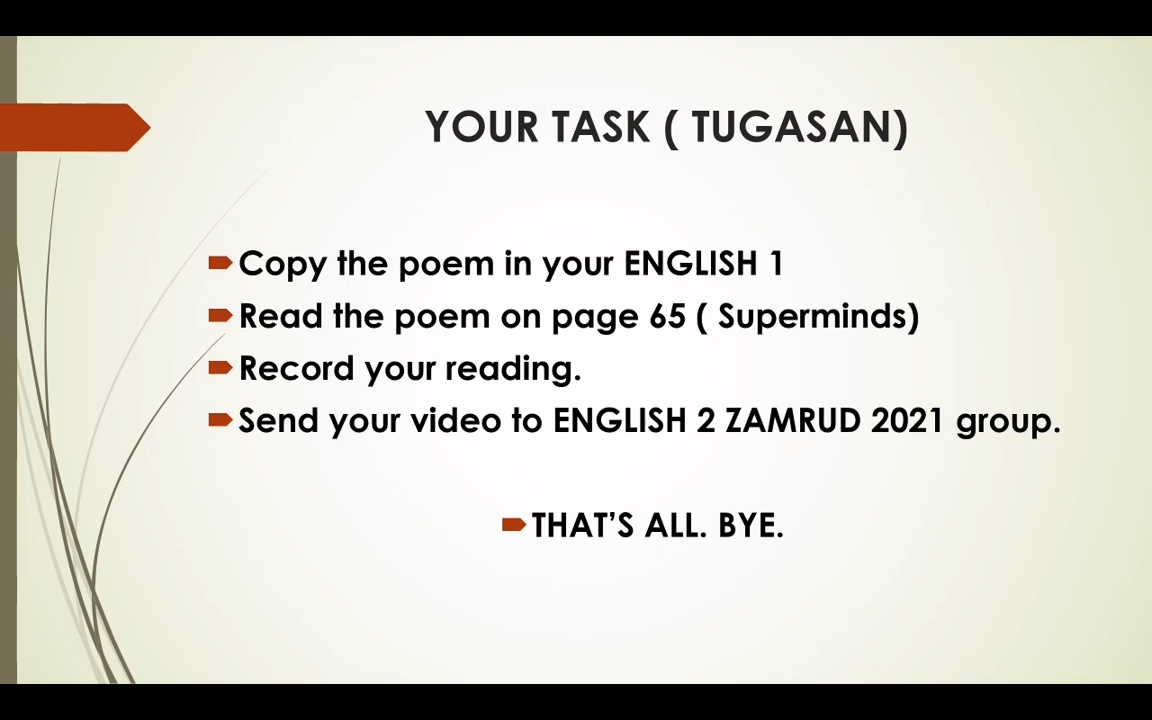 YOUR TASK ( TUGASAN)
Copy the poem in your ENGLISH 1
Read the poem on page 65 ( Superminds)
Record your reading.
Send your video to ENGLISH 2 ZAMRUD 2021 group.
THAT’S ALL. BYE.